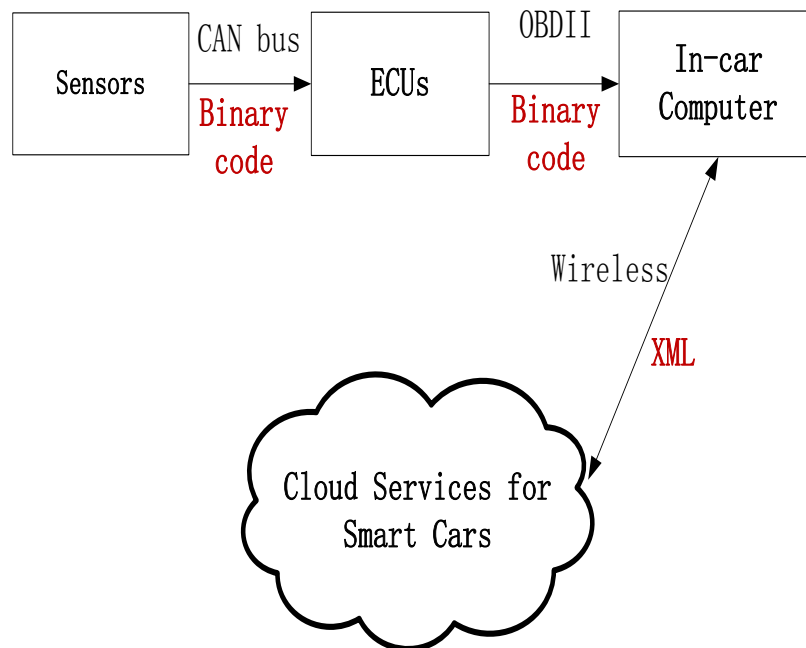 CAN bus
OBDII
Sensors
ECUs
In-car
Computer
Binary
code
Binary
code
Wireless
XML
Cloud Services for
Smart Cars